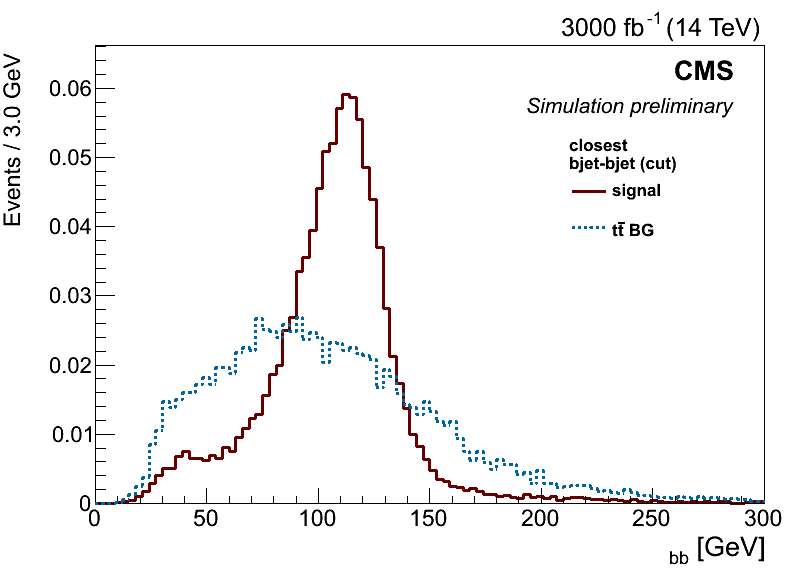 3000 fb-1 (14 TeV)
CMS
Simulation preliminary
closest
bjet-bjet (cut)
signal
tt̄ BG
Events / 3.0 GeV
0.06
0.05
0.04
0.03
0.02
0.01
0
0 50 100 150 200 250 300
bb [GeV]